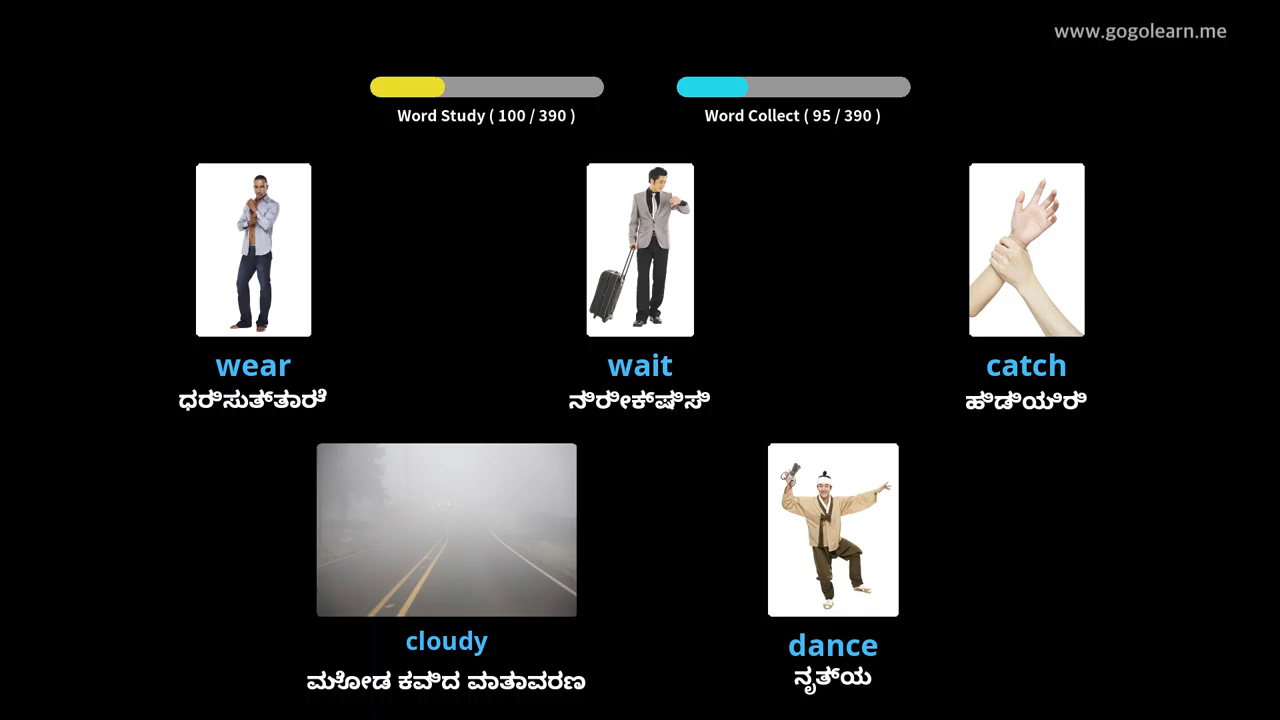 www.gogolearn.me
Word Study ( 100 / 390 )
Word Collect ( 95 / 390 )
wear
ಧರಿಸುತ್ತಾರೆ
wait
ನಿರೀಕ್ಷಿಸಿ
catch
ಹಿಡಿಯಿರಿ
cloudy
ಮೋಡ ಕವಿದ ವಾತಾವರಣ
dance
ನೃತ್ಯ